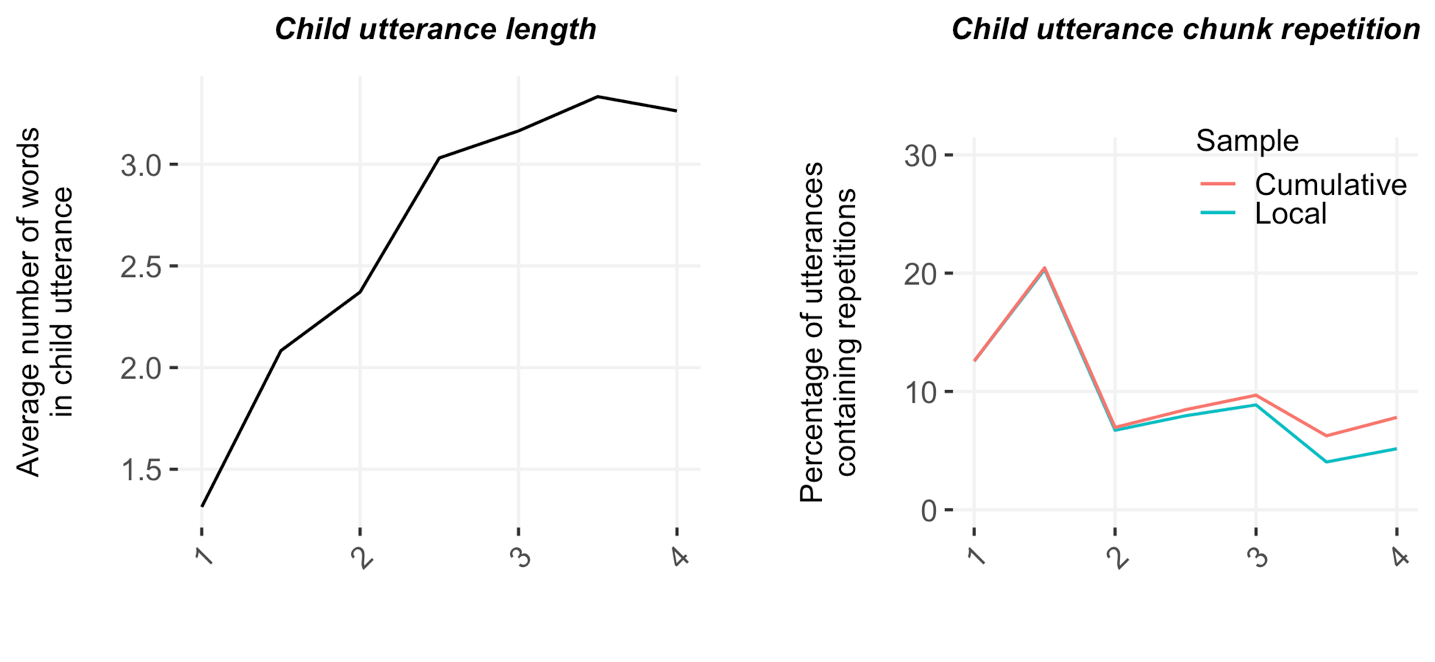 Child utterance length
Average number of words
in child utterance
3.0
2.5
2.0
1.5
1
2
3
4
Child utterance chunk repetition
Percentage of utterances
containing repetitions
30
20
10
0
Sample
Cumulative
Local
1
2
3
4